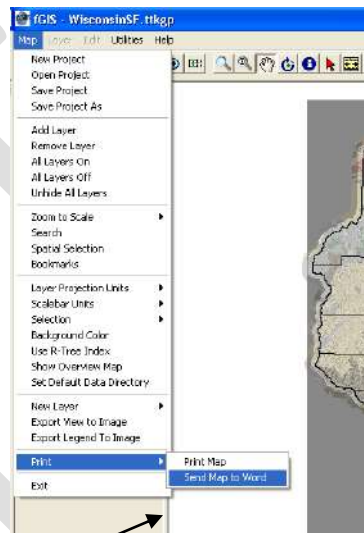 fGIS - WisconsinSF.ttkgp
Map Layer Edit Utilities Help
New Project
Open Project
Save Project
Save Project As
Add Layer
Remove Layer
All Layers On
All Layers Off
Unhide All Layers
Zoom to Scale
Search
Spatial Selection
Bookmarks
Layer Projection Units
Scalebar Units
Selection
Background Color
Use R-Tree Index
Show Overview Map
Set Default Data Directory
New Layer
Export View to Image
Export Legend To Image
Print
Print Map
Send Map to Word
Exit